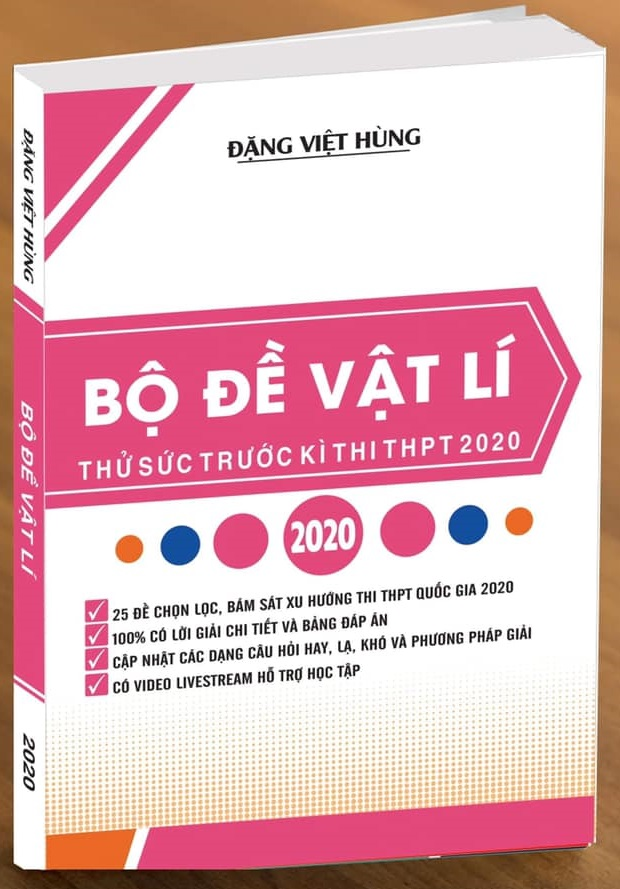 ĐẶNG VIỆT HÙNG
BỘ ĐỀ VẬT LÍ
2020
ĐẶNG VIỆT HÙNG
BỘ ĐỀ VẬT LÍ
THỬ SỨC TRƯỚC KÌ THI THPT 2020
2020
25 ĐỀ CHỌN LỌC, BÁM SÁT XU HƯỚNG THI THPT QUỐC GIA 2020
100% CÓ LỜI GIẢI CHI TIẾT VÀ BẢNG ĐÁP ÁN
CẬP NHẬT CÁC DẠNG CÂU HỎI HAY, LẠ, KHÓ VÀ PHƯƠNG PHÁP GIẢI
CÓ VIDEO LIVESTREAM HỖ TRỢ HỌC TẬP